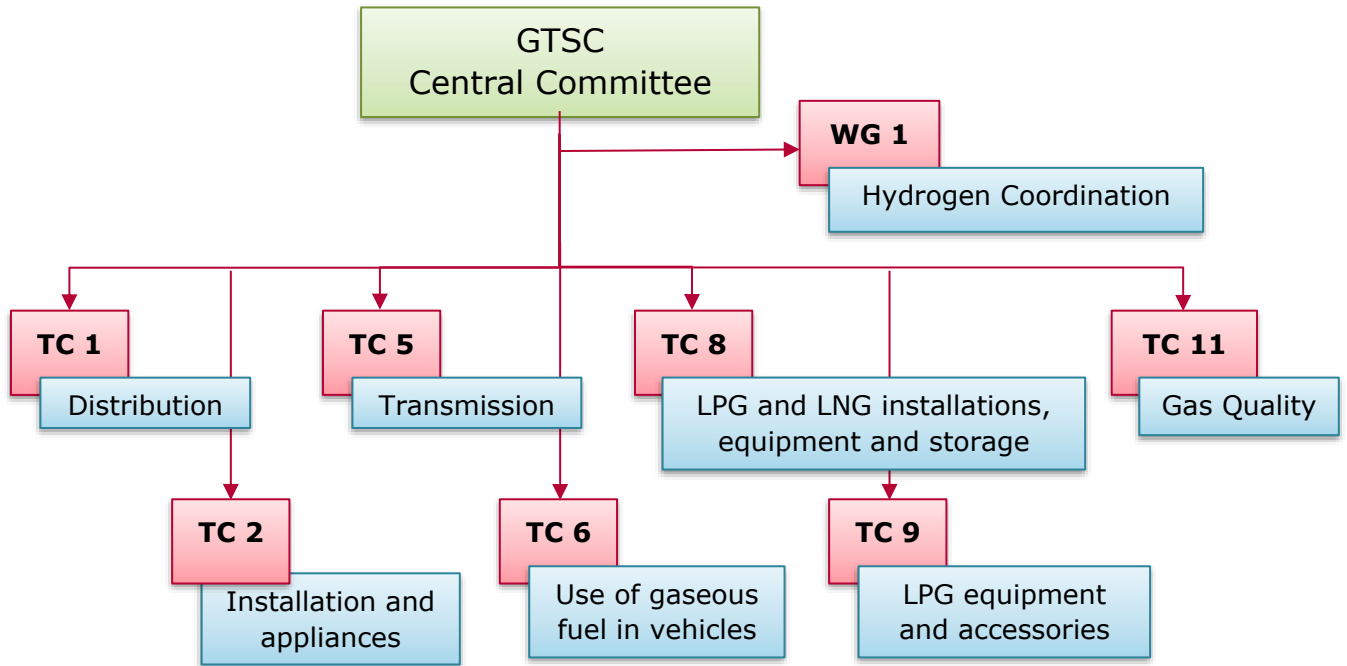 GTSC
Central Committee
WG 1
Hydrogen Coordination
TC 1
Distribution
TC 5
Transmission
TC 8
LPG and LNG installations,
equipment and storage
TC 11
Gas Quality
TC 2
Installation and
appliances
TC 6
Use of gaseous
fuel in vehicles
TC 9
LPG equipment
and accessories